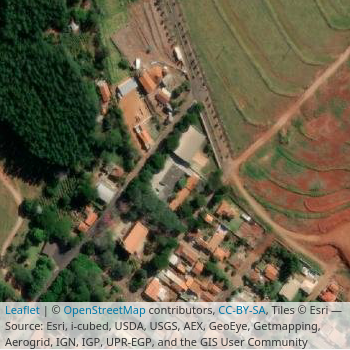 Leaflet | © OpenStreetMap contributors, CC-BY-SA, Tiles © Esri —
Source: Esri, i-cubed, USDA, USGS, AEX, GeoEye, Getmapping,
Aerogrid, IGN, IGP, UPR-EGP, and the GIS User Community